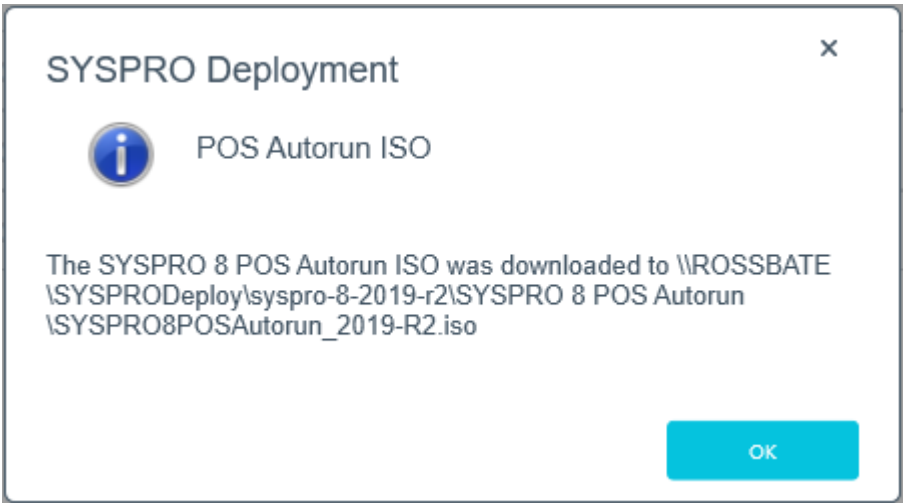 SYSPRO Deployment
×
i
POS Autorun ISO
The SYSPRO 8 POS Autorun ISO was downloaded to \\ROSSBATE
\SYSPRODeploy\syspro-8-2019-r2\SYSPRO 8 POS Autorun
\SYSPRO8POSAutorun_2019-R2.iso
OK